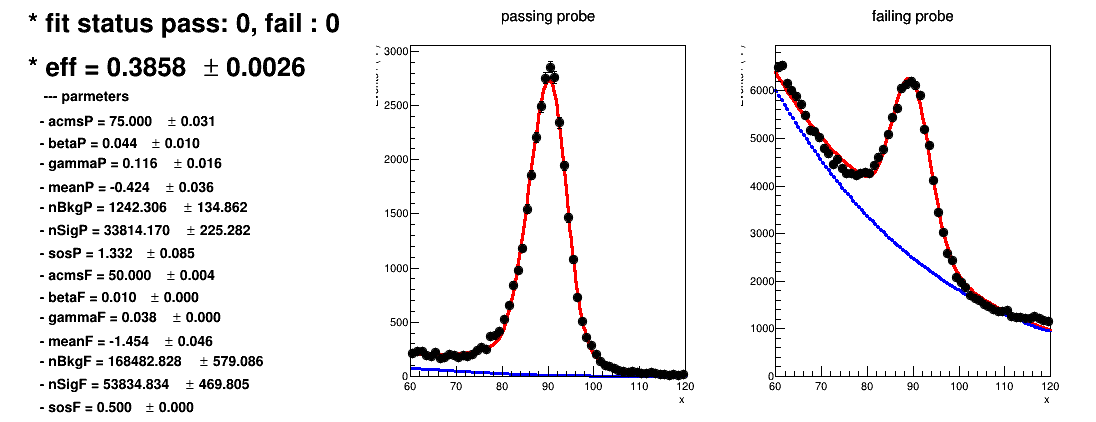 * fit status pass: 0, fail : 0
* eff = 0.3858 ± 0.0026
--- parmeters
- acmsP = 75.000 ± 0.031
- betaP = 0.044 ± 0.010
- gammaP = 0.116 ± 0.016
- meanP = -0.424 ± 0.036
- nBkgP = 1242.306 ± 134.862
- nSigP = 33814.170 ± 225.282
- sosP = 1.332 ± 0.085
- acmsF = 50.000 ± 0.004
- betaF = 0.010 ± 0.000
- gammaF = 0.038 ± 0.000
- meanF = -1.454 ± 0.046
- nBkgF = 168482.828 ± 579.086
- nSigF = 53834.834 ± 469.805
- sosF = 0.500 ± 0.000
passing probe
3000
2500
2000
1500
1000
500
0
60 70 80 90 100 110 120
x
failing probe
6000
5000
4000
3000
2000
1000
0
60 70 80 90 100 110 120
x